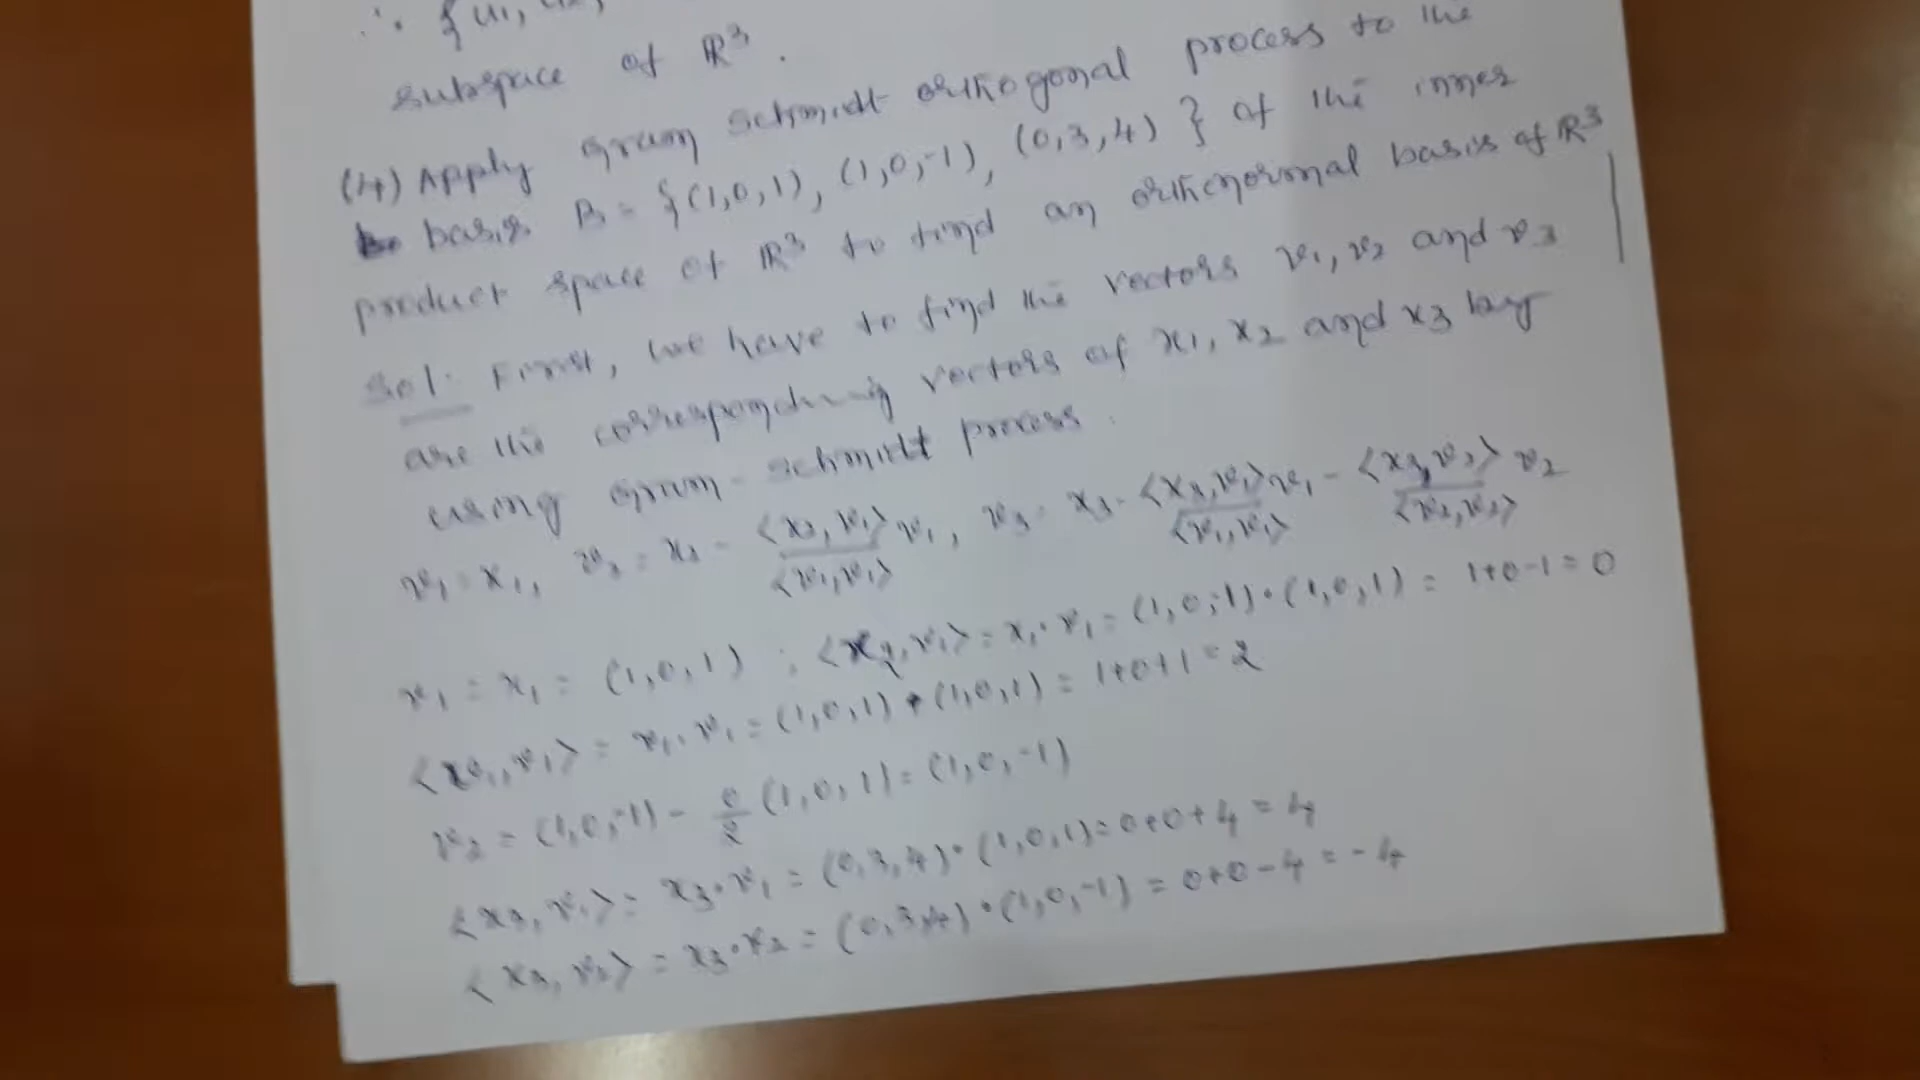 ∴ {u1, u2,
subspace of ℝ³.
(4) Apply Gram Schmidt orthogonal process to the
basis B = {(1,0,1), (1,0,-1), (0,3,4)} of the inner
product space of ℝ³ to find an orthonormal basis of ℝ³
Sol: First, we have to find the vectors v1, v2 and v3
are the corresponding vectors of x1, x2 and x3 by
using Gram-Schmidt process.
v1 = x1, v2 = x2 - <x2, v1>/<v1, v1> v1, v3 = x3 - <x3, v1>/<v1, v1> v1 - <x3, v2>/<v2, v2> v2
v1 = x1 = (1,0,1) ; <x2, v1> = x1 · v1 = (1,0,-1) · (1,0,1) = 1+0-1 = 0
<v1, v1> = v1 · v1 = (1,0,1) · (1,0,1) = 1+0+1 = 2
v2 = (1,0,-1) - 0/2 (1,0,1) = (1,0,-1)
<x3, v1> = x3 · v1 = (0,3,4) · (1,0,1) = 0+0+4 = 4
<x3, v2> = x3 · v2 = (0,3,4) · (1,0,-1) = 0+0-4 = -4